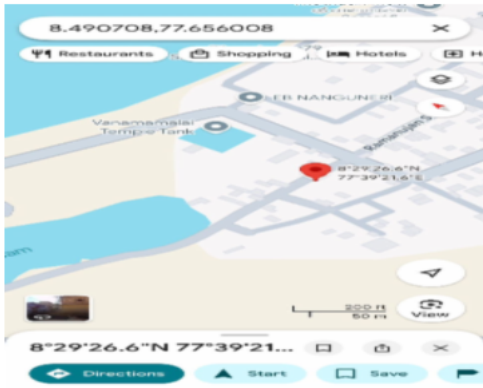 8.490708,77.656008
Restaurants
Shopping
Hotels
H
EB NANGUNERI
Vanamamalai
Temple Tank
Ramanujam S
8°29'26.6"N
77°39'21.6"E
200 ft
50 m
View
8°29'26.6"N 77°39'21...
Directions
Start
Save